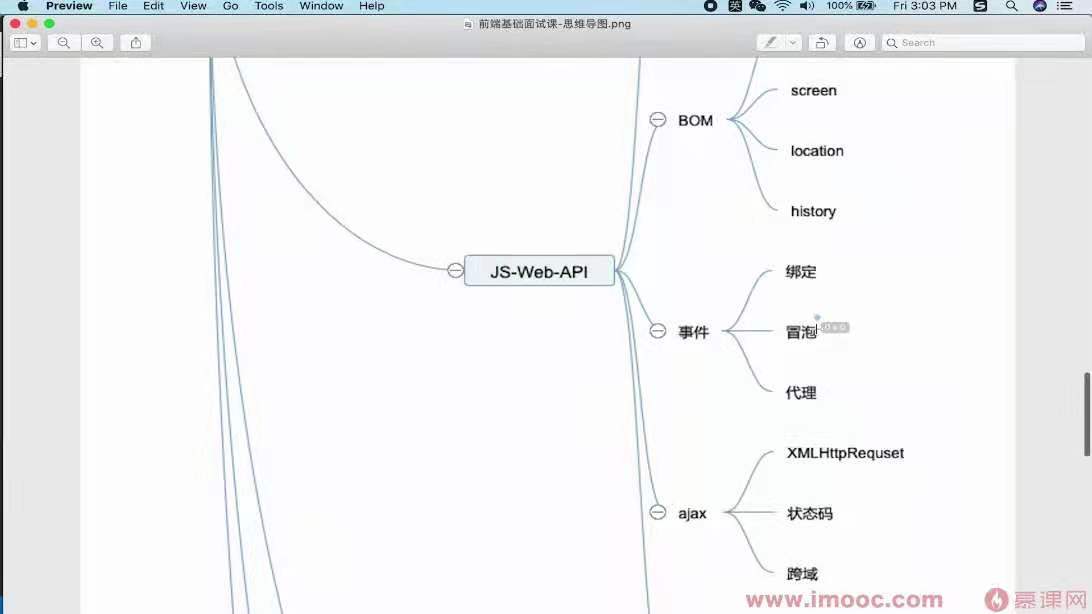 Preview File Edit View Go Tools Window Help 英 100% Fri 3:03 PM S
前端基础面试课-思维导图.png
Search
screen
BOM
location
history
JS-Web-API
绑定
事件
冒泡
代理
XMLHttpRequset
ajax
状态码
跨域
www.imooc.com 慕课网